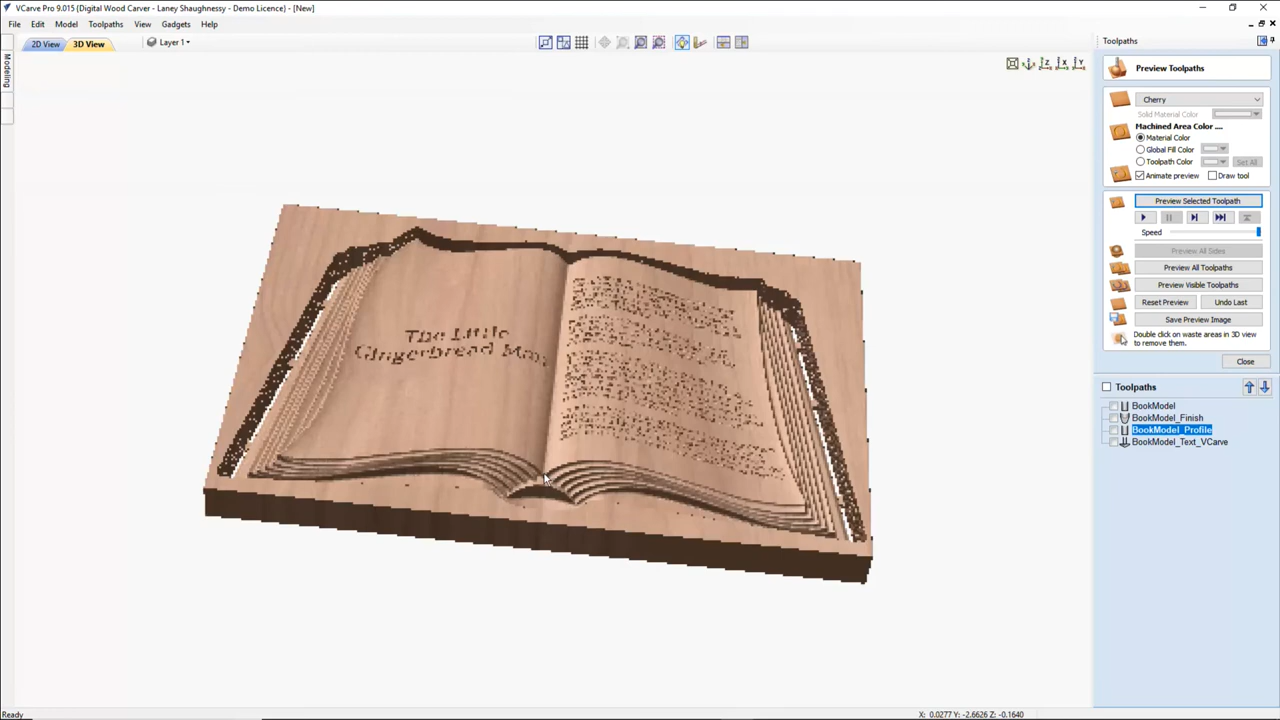 VCarve Pro 9.015 {Digital Wood Carver - Laney Shaughnessy - Demo Licence} - [New]
File Edit Model Toolpaths View Gadgets Help
2D View 3D View Layer 1
Modeling
Toolpaths
Preview Toolpaths
Cherry
Solid Material Color
Machined Area Color ....
Material Color
Global Fill Color
Toolpath Color Set All
Animate preview Draw tool
Preview Selected Toolpath
Speed
Preview All Sides
Preview All Toolpaths
Preview Visible Toolpaths
Reset Preview Undo Last
Save Preview Image
Double click on waste areas in 3D view
to remove them.
Close
Toolpaths
BookModel
BookModel_Finish
BookModel_Profile
BookModel_Text_VCarve
Z X Y
The Little
Gingerbread Man
Ready X: 0.0277 Y: -2.6626 Z: -0.1640